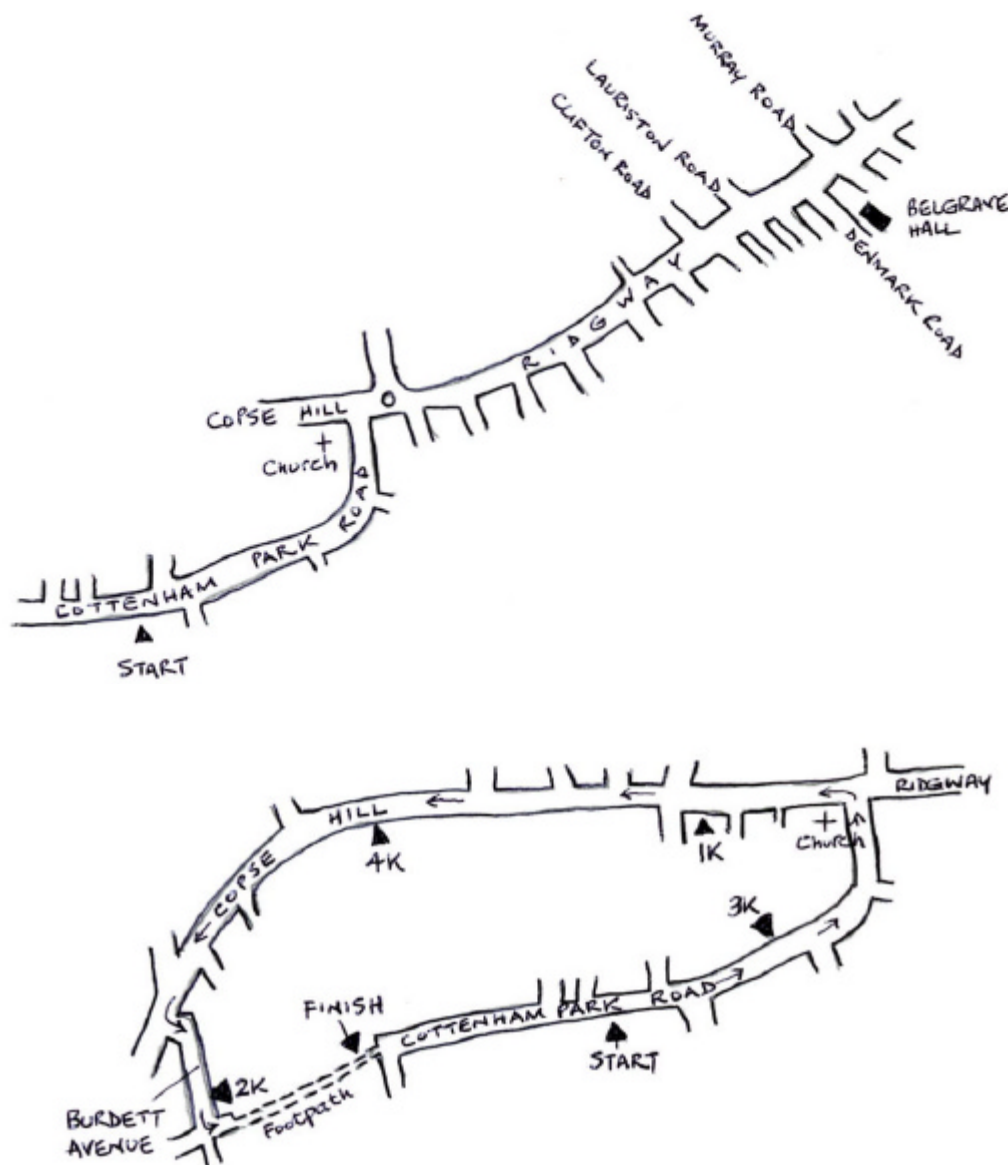 MURRAY ROAD
LAURISTON ROAD
CLIFTON ROAD
BELGRAVE
HALL
DENMARK ROAD
RIDGWAY
COPSE HILL
Church
COTTENHAM PARK ROAD
START
RIDGEWAY
COPSE HILL
4K
1K
Church
3K
FINISH
COTTENHAM PARK ROAD
START
2K
BURDETT
AVENUE
Footpath